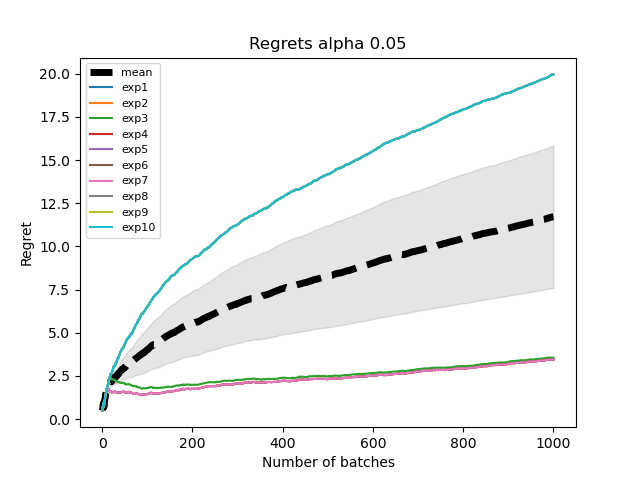 Regrets alpha 0.05
20.0
17.5
15.0
12.5
10.0
7.5
5.0
2.5
0.0
Regret
mean
exp1
exp2
exp3
exp4
exp5
exp6
exp7
exp8
exp9
exp10
0 200 400 600 800 1000
Number of batches